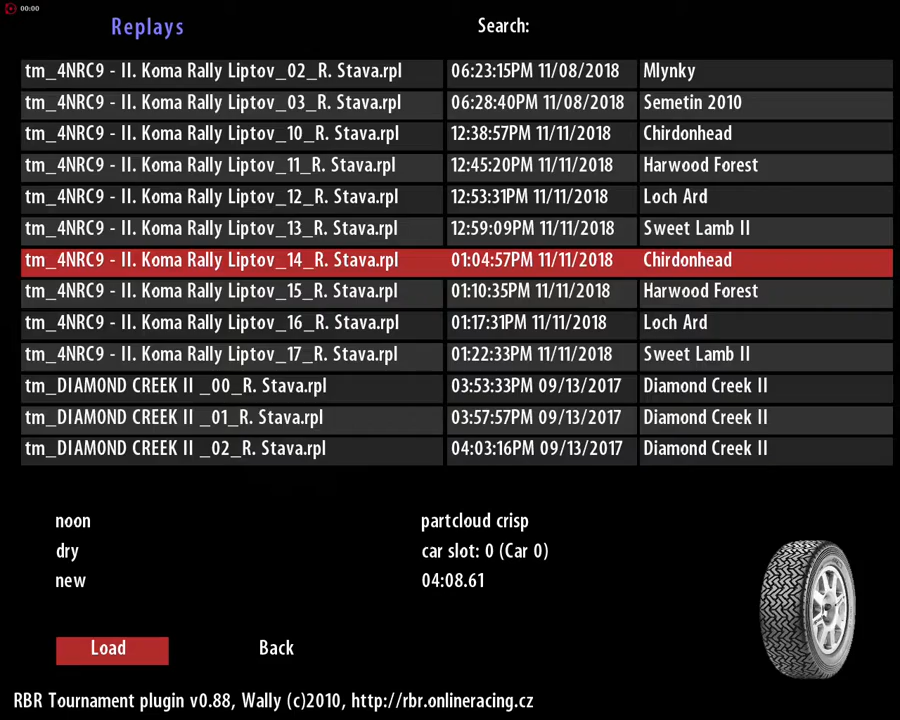 00:00
Replays Search:
tm_4NRC9 - II. Koma Rally Liptov_02_R. Stava.rpl 06:23:15PM 11/08/2018 Mlynky
tm_4NRC9 - II. Koma Rally Liptov_03_R. Stava.rpl 06:28:40PM 11/08/2018 Semetin 2010
tm_4NRC9 - II. Koma Rally Liptov_10_R. Stava.rpl 12:38:57PM 11/11/2018 Chirdonhead
tm_4NRC9 - II. Koma Rally Liptov_11_R. Stava.rpl 12:45:20PM 11/11/2018 Harwood Forest
tm_4NRC9 - II. Koma Rally Liptov_12_R. Stava.rpl 12:53:31PM 11/11/2018 Loch Ard
tm_4NRC9 - II. Koma Rally Liptov_13_R. Stava.rpl 12:59:09PM 11/11/2018 Sweet Lamb II
tm_4NRC9 - II. Koma Rally Liptov_14_R. Stava.rpl 01:04:57PM 11/11/2018 Chirdonhead
tm_4NRC9 - II. Koma Rally Liptov_15_R. Stava.rpl 01:10:35PM 11/11/2018 Harwood Forest
tm_4NRC9 - II. Koma Rally Liptov_16_R. Stava.rpl 01:17:31PM 11/11/2018 Loch Ard
tm_4NRC9 - II. Koma Rally Liptov_17_R. Stava.rpl 01:22:33PM 11/11/2018 Sweet Lamb II
tm_DIAMOND CREEK II _00_R. Stava.rpl 03:53:33PM 09/13/2017 Diamond Creek II
tm_DIAMOND CREEK II _01_R. Stava.rpl 03:57:57PM 09/13/2017 Diamond Creek II
tm_DIAMOND CREEK II _02_R. Stava.rpl 04:03:16PM 09/13/2017 Diamond Creek II
noon partcloud crisp
dry car slot: 0 (Car 0)
new 04:08.61
Load Back
RBR Tournament plugin v0.88, Wally (c)2010, http://rbr.onlineracing.cz